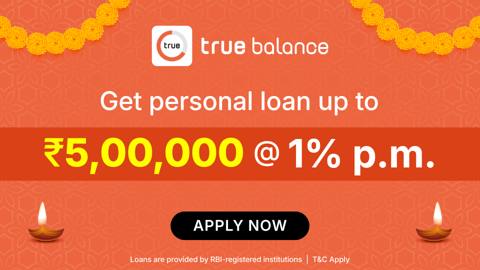 true
true balance
Get personal loan up to
₹5,00,000 @ 1% p.m.
APPLY NOW
Loans are provided by RBI-registered institutions | T&C Apply